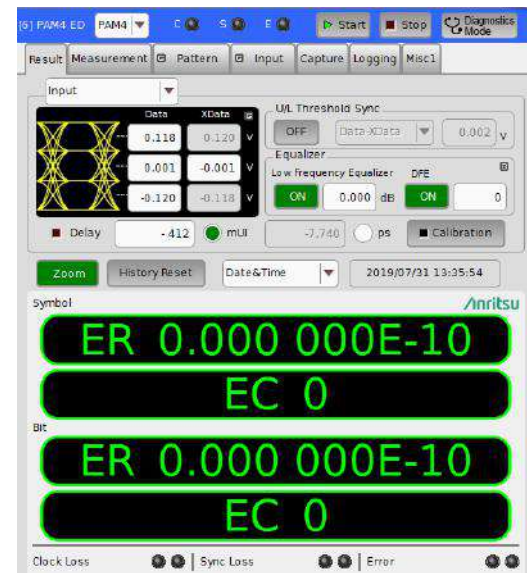 [6] PAM4 ED PAM4 C S E Start Stop Diagnostics Mode
Result Measurement Pattern Input Capture Logging Misc1
Input
Data XData U/L Threshold Sync
0.118 0.120 V OFF Data-XData 0.002 V
Equalizer
0.001 -0.001 V Low Frequency Equalizer DFE
-0.120 -0.118 V ON 0.000 dB ON 0
Delay -412 mUI -7.740 ps Calibration
Zoom History Reset Date&Time 2019/07/31 13:35:54
Symbol Anritsu
ER 0.000 000E-10
EC 0
Bit
ER 0.000 000E-10
EC 0
Clock Loss Sync Loss Error